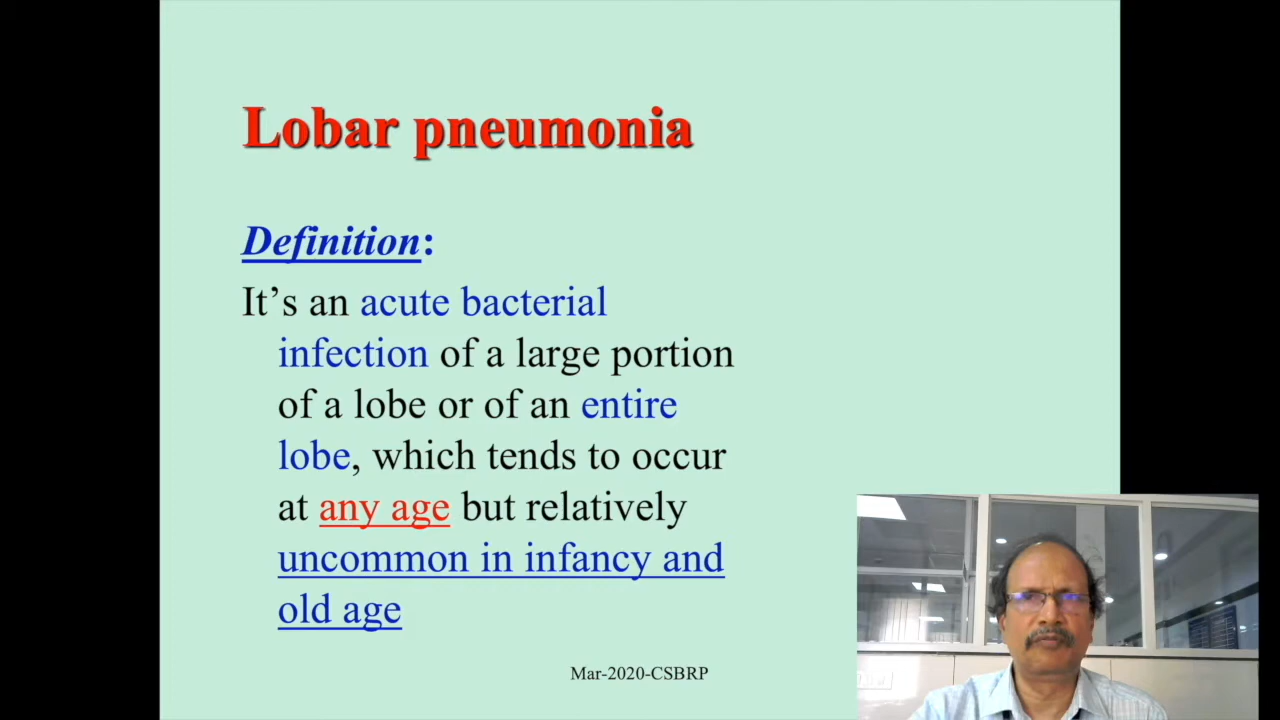 Lobar pneumonia
Definition:
It’s an acute bacterial
infection of a large portion
of a lobe or of an entire
lobe, which tends to occur
at any age but relatively
uncommon in infancy and
old age
Mar-2020-CSBRP